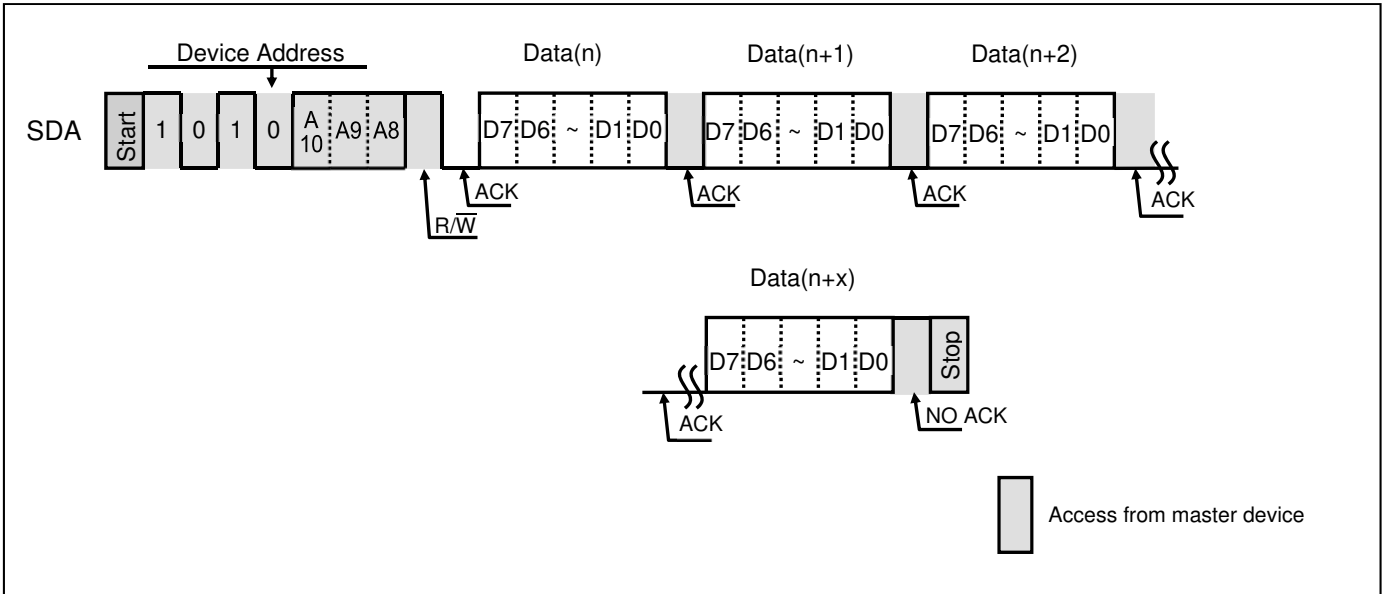 Device Address Data(n) Data(n+1) Data(n+2)
SDA Start 1 0 1 0 A10 A9 A8 D7 D6 ~ D1 D0 D7 D6 ~ D1 D0 D7 D6 ~ D1 D0
ACK ACK ACK ACK
R/W̅
Data(n+x)
D7 D6 ~ D1 D0 Stop
ACK NO ACK
Access from master device